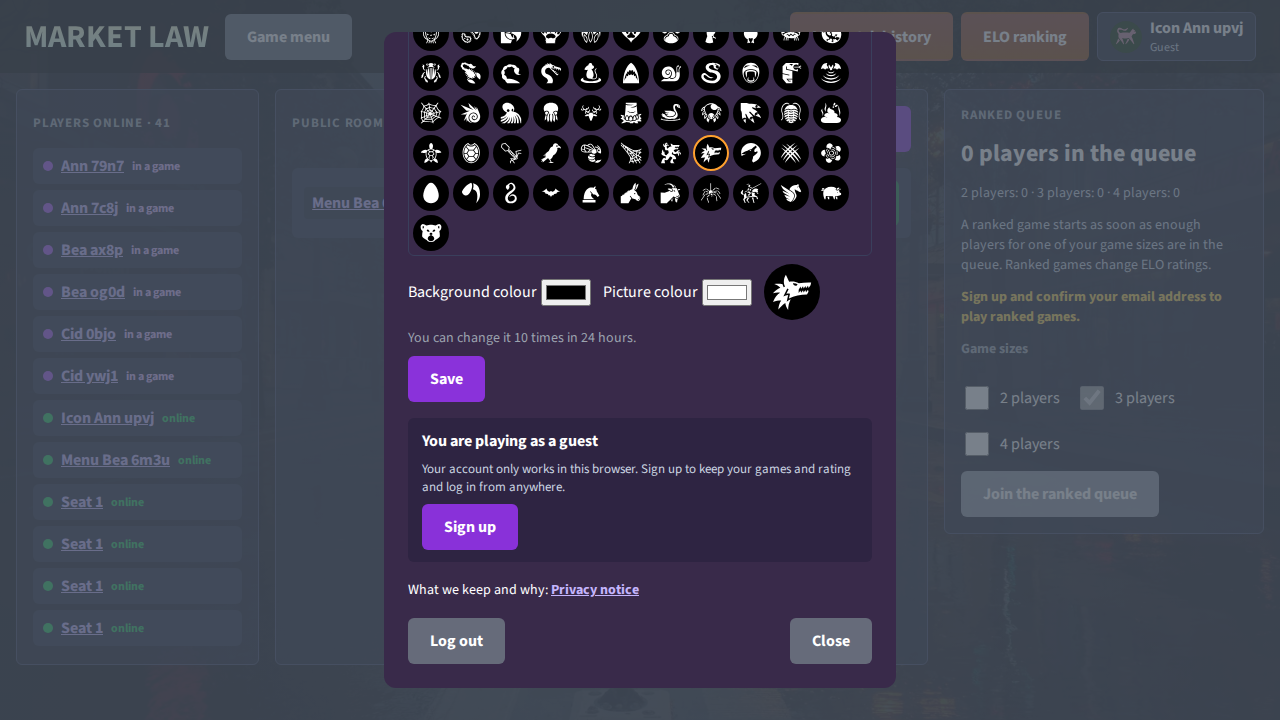 MARKET LAW
Game menu
history
ELO ranking
Icon Ann upvj
Guest
PLAYERS ONLINE · 41
Ann 79n7 in a game
Ann 7c8j in a game
Bea ax8p in a game
Bea og0d in a game
Cid 0bjo in a game
Cid ywj1 in a game
Icon Ann upvj online
Menu Bea 6m3u online
Seat 1 online
Seat 1 online
Seat 1 online
Seat 1 online
PUBLIC ROOM
Menu Bea
Background colour
Picture colour
You can change it 10 times in 24 hours.
Save
You are playing as a guest
Your account only works in this browser. Sign up to keep your games and rating
and log in from anywhere.
Sign up
What we keep and why: Privacy notice
Log out
Close
RANKED QUEUE
0 players in the queue
2 players: 0 · 3 players: 0 · 4 players: 0
A ranked game starts as soon as enough
players for one of your game sizes are in the
queue. Ranked games change ELO ratings.
Sign up and confirm your email address to
play ranked games.
Game sizes
2 players
3 players
4 players
Join the ranked queue